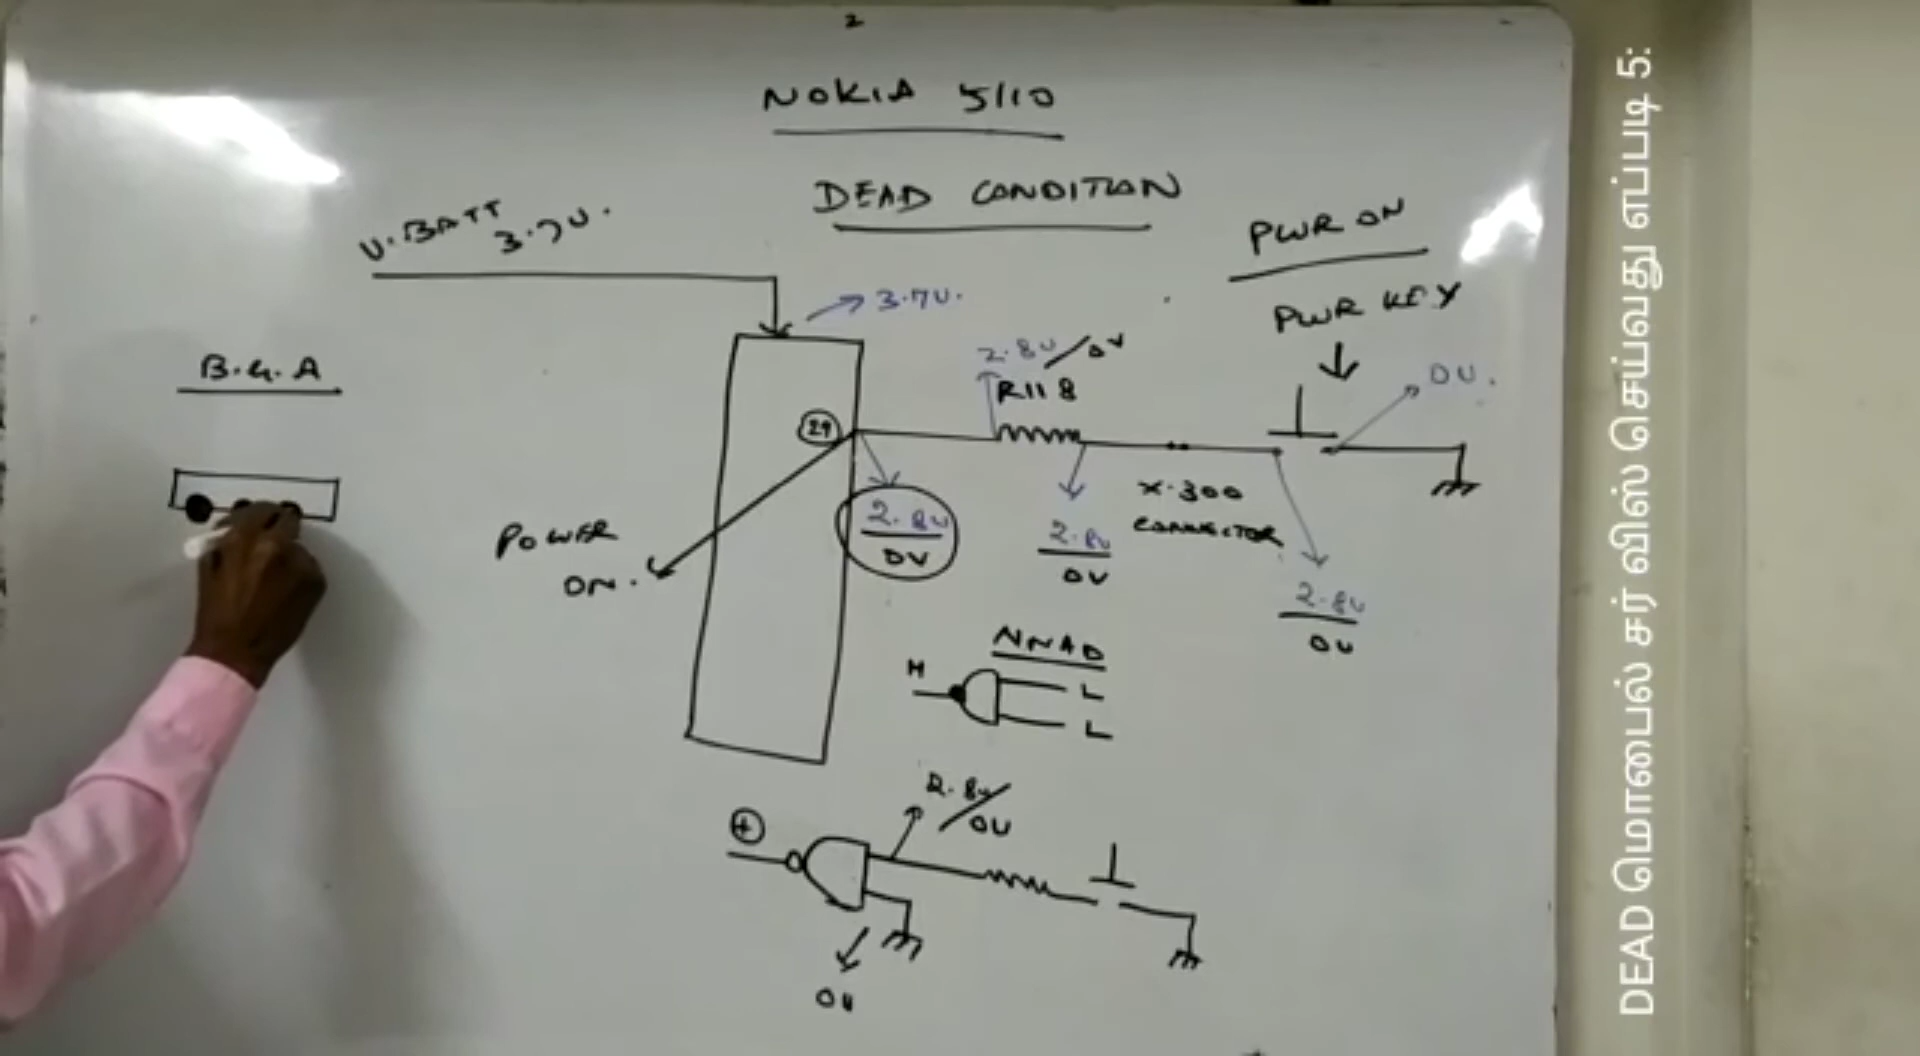 NOKIA 5110
DEAD CONDITION
V.BATT
3.7V.
3.7V.
PWR ON
PWR KEY
0V.
2.8V/0V
R118
B.G.A
29
2.8V
0V
2.8V
0V
X.300
CONNECTOR
2.8V
0V
POWER
ON.
NNAD
H
L
L
2.8V/0V
+
0V
DEAD மொபைல் சர் வீஸ் செய்வது எப்படி 5: